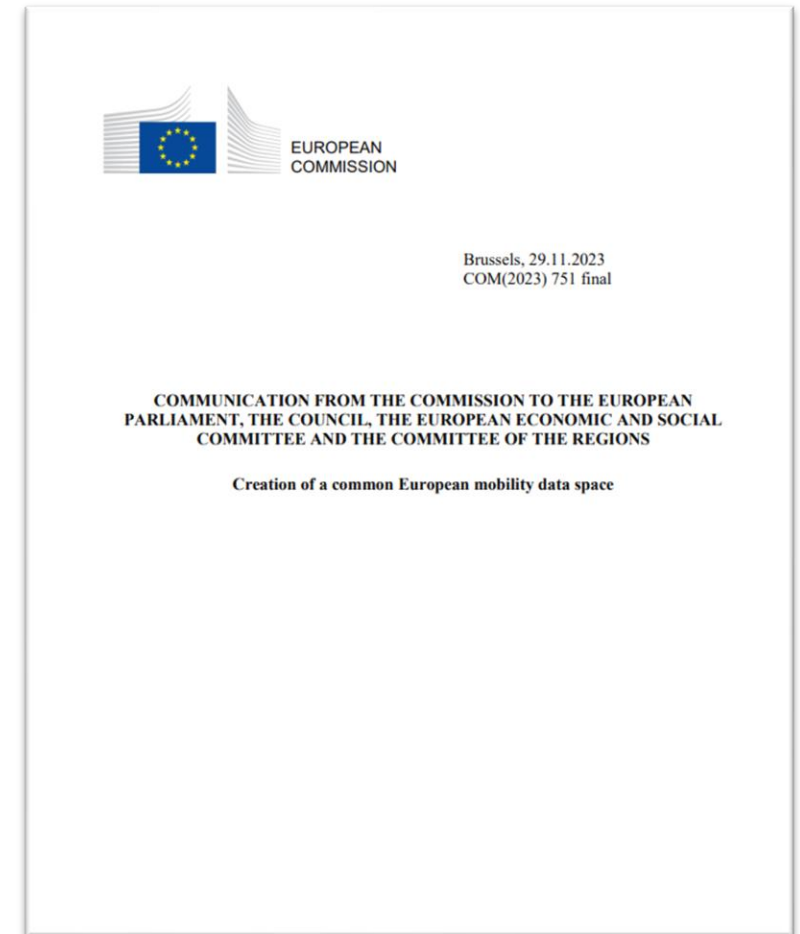 EUROPEAN
COMMISSION
Brussels, 29.11.2023
COM(2023) 751 final
COMMUNICATION FROM THE COMMISSION TO THE EUROPEAN
PARLIAMENT, THE COUNCIL, THE EUROPEAN ECONOMIC AND SOCIAL
COMMITTEE AND THE COMMITTEE OF THE REGIONS
Creation of a common European mobility data space